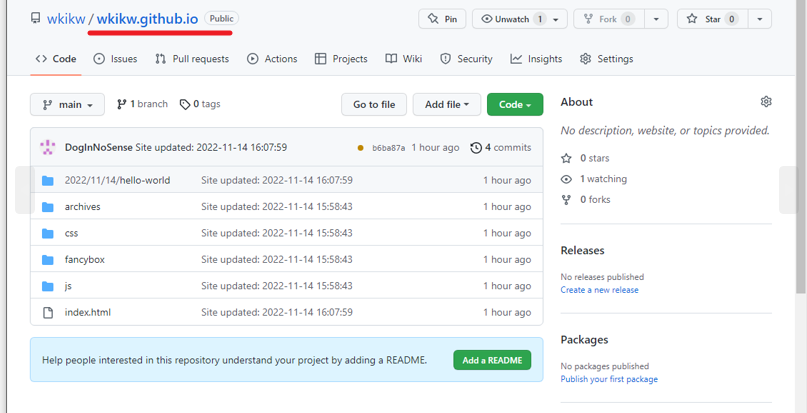 wkikw / wkikw.github.io Public Pin Unwatch 1 Fork 0 Star 0
Code Issues Pull requests Actions Projects Wiki Security Insights Settings
main 1 branch 0 tags Go to file Add file Code
DogInNoSense Site updated: 2022-11-14 16:07:59 b6ba87a 1 hour ago 4 commits
2022/11/14/hello-world Site updated: 2022-11-14 16:07:59 1 hour ago
archives Site updated: 2022-11-14 15:58:43 1 hour ago
css Site updated: 2022-11-14 15:58:43 1 hour ago
fancybox Site updated: 2022-11-14 15:58:43 1 hour ago
js Site updated: 2022-11-14 15:58:43 1 hour ago
index.html Site updated: 2022-11-14 16:07:59 1 hour ago
Help people interested in this repository understand your project by adding a README. Add a README
About
No description, website, or topics provided.
0 stars
1 watching
0 forks
Releases
No releases published
Create a new release
Packages
No packages published
Publish your first package